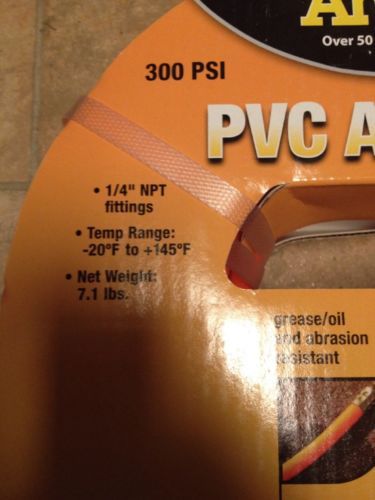 Over 50
300 PSI
PVC A
• 1/4" NPT
fittings
• Temp Range:
-20°F to +145°F
• Net Weight:
7.1 lbs.
grease/oil
and abrasion
resistant